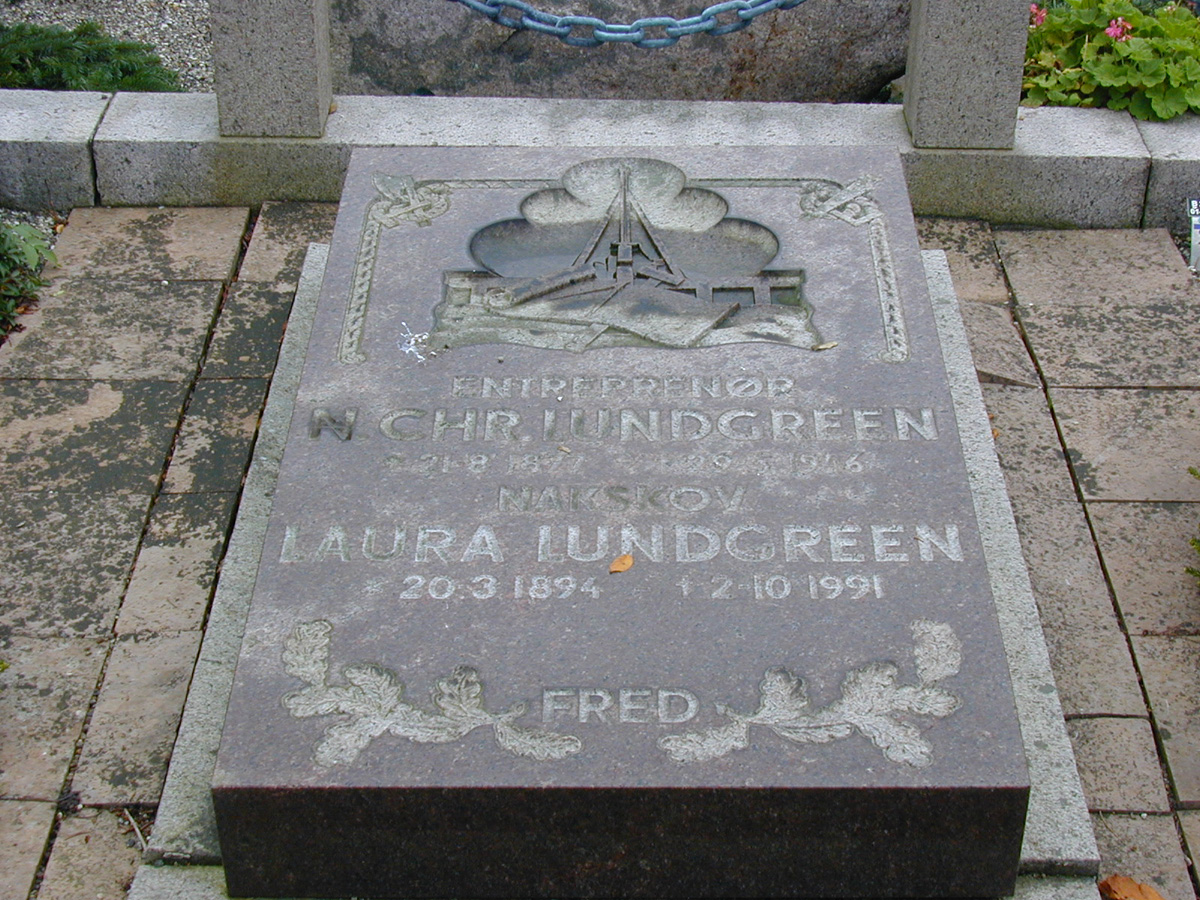 ENTREPRENØR
N. CHR. LUNDGREEN
NAKSKOV
LAURA LUNDGREEN
* 20.3 1894 † 2-10 1991
FRED